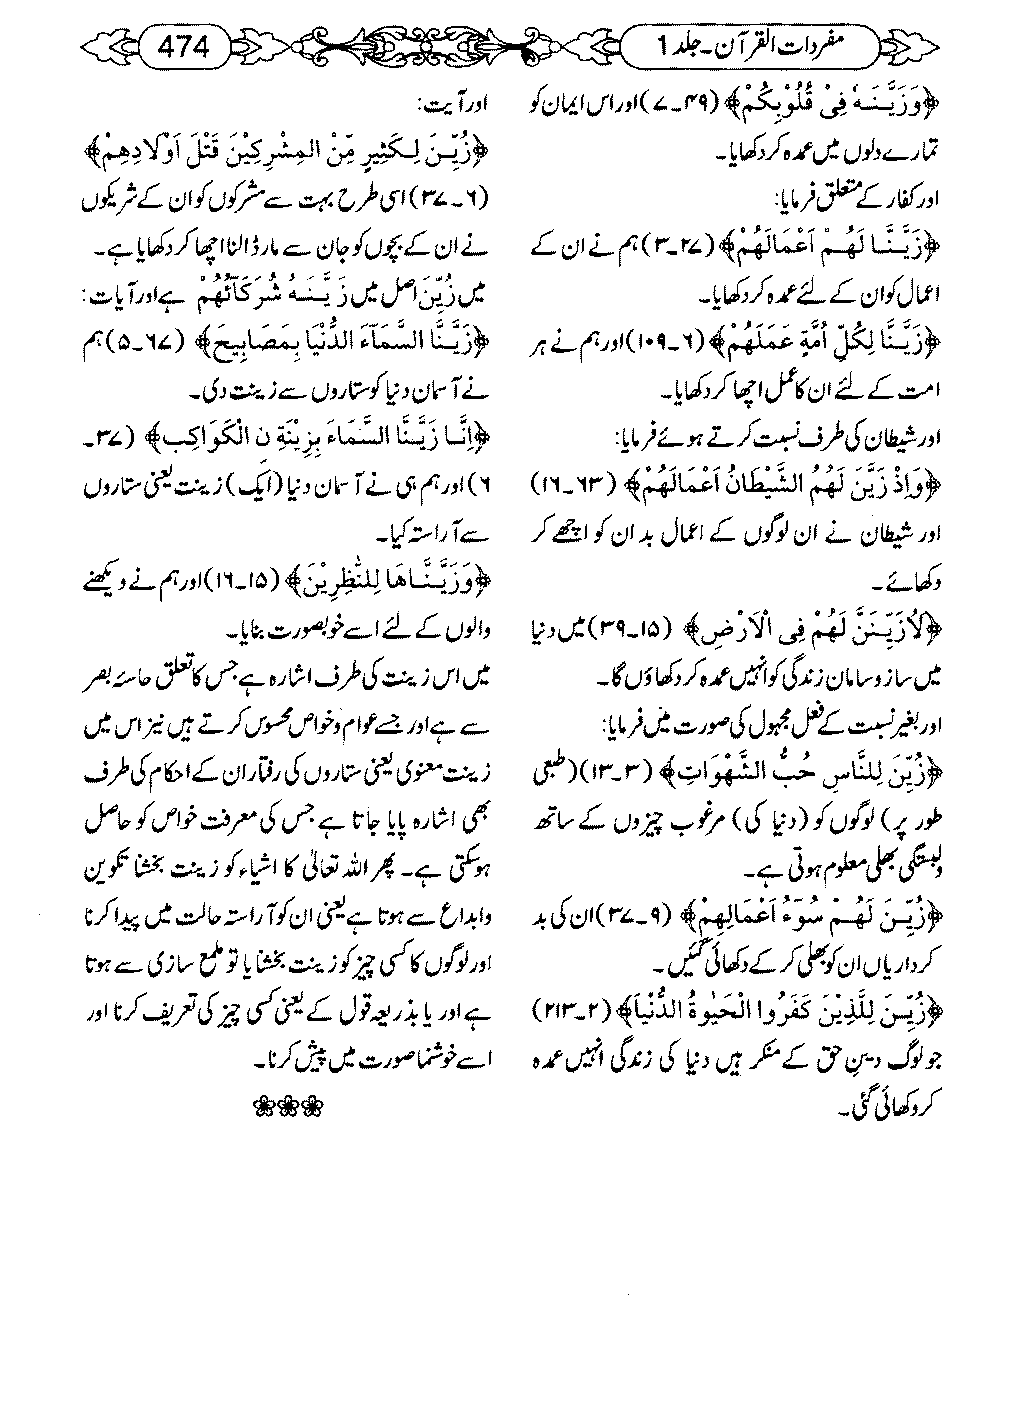 مفردات القرآن۔ جلد 1
474
﴿وَزَيَّنَهٗ فِیْ قُلُوْبِكُمْ﴾ (۴۹۔۷) اور اس ایمان کو
تمارے دلوں میں عمدہ کر دکھایا۔
اور کفار کے متعلق فرمایا:
﴿زَيَّنَّا لَهُمْ اَعْمَالَهُمْ﴾ (۲۷۔۳) ہم نے ان کے
اعمال کو ان کے لئے عمدہ کر دکھایا۔
﴿زَيَّنَّا لِكُلِّ اُمَّةٍ عَمَلَهُمْ﴾ (۶۔۱۰۹) اور ہم نے ہر
امت کے لئے ان کا عمل اچھا کر دکھایا۔
اور شیطان کی طرف نسبت کرتے ہوئے فرمایا:
﴿وَاِذْ زَيَّنَ لَهُمُ الشَّيْطَانُ اَعْمَالَهُمْ﴾ (۶۳۔۱۶)
اور شیطان نے ان لوگوں کے اعمال بد ان کو اچھے کر
دکھائے۔
﴿لَاُزَيِّنَنَّ لَهُمْ فِی الْاَرْضِ﴾ (۱۵۔۳۹) میں دنیا
میں ساز وسامان زندگی کو انہیں عمدہ کر دکھاؤں گا۔
اور بغیر نسبت کے فعل مجہول کی صورت میں فرمایا:
﴿زُيِّنَ لِلنَّاسِ حُبُّ الشَّهْوَاتِ﴾ (۳۔۱۳) (طبعی
طور پر) لوگوں کو (دنیا کی) مرغوب چیزوں کے ساتھ
دلبستگی بھلی معلوم ہوتی ہے۔
﴿زُيِّنَ لَهُمْ سُوْٓءُ اَعْمَالِهِمْ﴾ (۹۔۳۷) ان کی بد
کرداریاں ان کو بھلی کر کے دکھائی گئیں۔
﴿زُيِّنَ لِلَّذِيْنَ كَفَرُوا الْحَيٰوةُ الدُّنْيَا﴾ (۲۔۲۱۳)
جو لوگ دینِ حق کے منکر ہیں دنیا کی زندگی انہیں عمدہ
کر دکھائی گئی۔
اور آیت:
﴿زُيِّنَ لِكَثِيْرٍ مِّنَ الْمِشْرِكِيْنَ قَتْلَ اَوْلَادِهِمْ﴾
(۶۔۳۷) اسی طرح بہت سے مشرکوں کو ان کے شریکوں
نے ان کے بچوں کو جان سے مار ڈالنا اچھا کر دکھایا ہے۔
میں زُیِّنَ اصل میں زَيَّنَهُ شُرَكَآئُهُمْ ہے اور آیات:
﴿زَيَّنَّا السَّمَآءَ الدُّنْيَا بِمَصَابِيحَ﴾ (۶۷۔۵) ہم
نے آسمان دنیا کو ستاروں سے زینت دی۔
﴿اِنَّا زَيَّنَّا السَّمَاءَ بِزِيْنَةِ نِ الْكَوَاكِبِ﴾ (۳۷۔
۶) اور ہم ہی نے آسمان دنیا (ایک) زینت یعنی ستاروں
سے آراستہ کیا۔
﴿وَزَيَّنَّاهَا لِلنّٰظِرِيْنَ﴾ (۱۵۔۱۶) اور ہم نے دیکھنے
والوں کے لئے اسے خوبصورت بنایا۔
میں اس زینت کی طرف اشارہ ہے جس کا تعلق حاسۂ بصر
سے ہے اور جسے عوام وخواص محسوس کرتے ہیں نیز اس میں
زینت معنوی یعنی ستاروں کی رفتار ان کے احکام کی طرف
بھی اشارہ پایا جاتا ہے جس کی معرفت خواص کو حاصل
ہوسکتی ہے۔ پھر اللہ تعالیٰ کا اشیاء کو زینت بخشنا تکوین
وابداع سے ہوتا ہے یعنی ان کو آراستہ حالت میں پیدا کرنا
اور لوگوں کا کسی چیز کو زینت بخشنا یا تو ملمع سازی سے ہوتا
ہے اور یا بذریعہ قول کے یعنی کسی چیز کی تعریف کرنا اور
اسے خوشنما صورت میں پیش کرنا۔